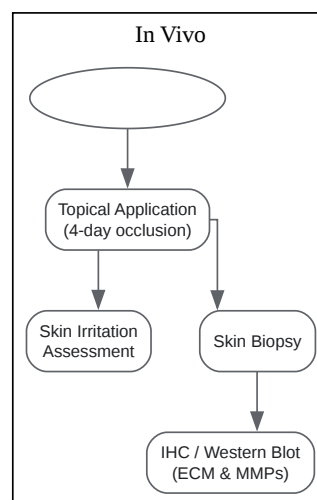 In Vivo
Topical Application
(4-day occlusion)
Skin Irritation
Assessment
Skin Biopsy
IHC / Western Blot
(ECM & MMPs)